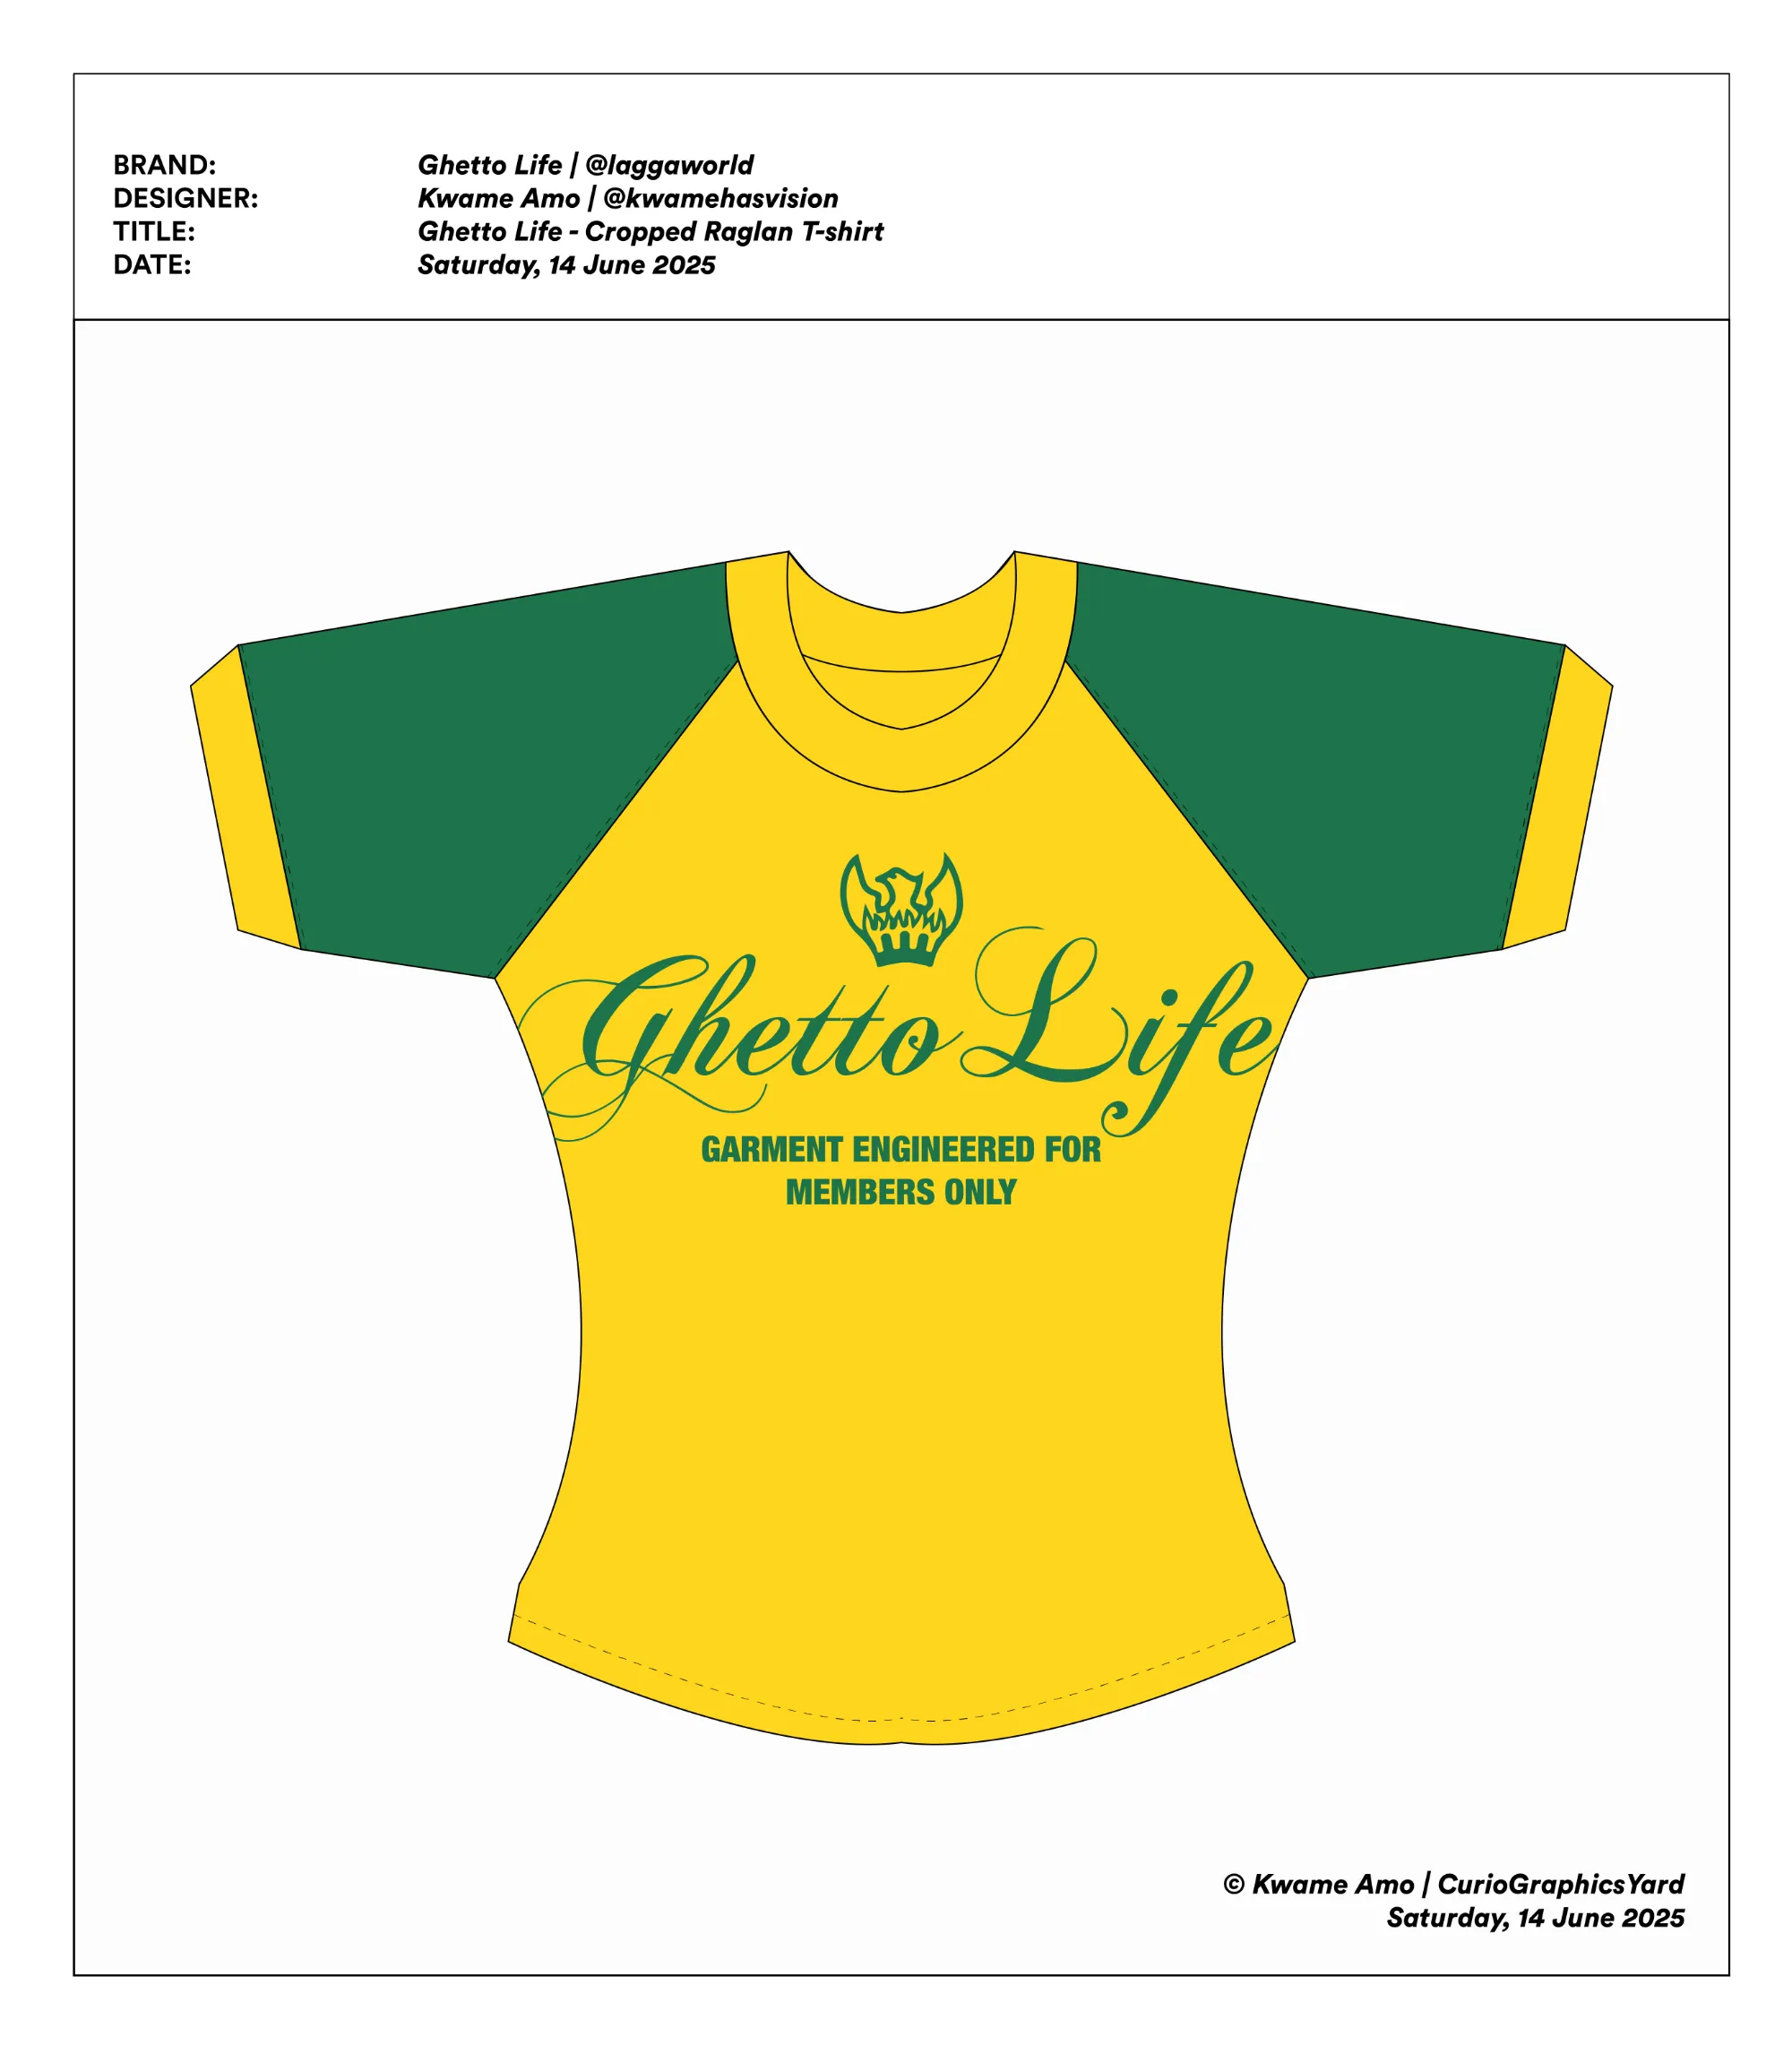 BRAND: Ghetto Life | @laggaworld
DESIGNER: Kwame Amo | @kwamehasvision
TITLE: Ghetto Life - Cropped Raglan T-shirt
DATE: Saturday, 14 June 2025
Ghetto Life
GARMENT ENGINEERED FOR
MEMBERS ONLY
© Kwame Amo | CurioGraphicsYard
Saturday, 14 June 2025